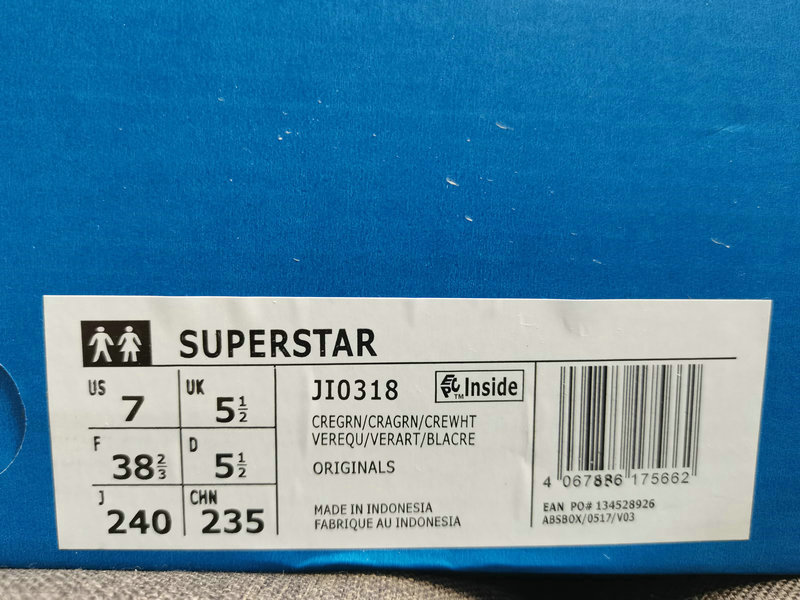 SUPERSTAR
US 7 UK 5½
F 38⅔ D 5½
J 240 CHN 235
JI0318 EPC™ Inside
CREGRN/CRAGRN/CREWHT
VEREQU/VERART/BLACRE
ORIGINALS
MADE IN INDONESIA
FABRIQUE AU INDONESIA
4 067886 175662
EAN PO# 134528926
ABSBOX/0517/V03